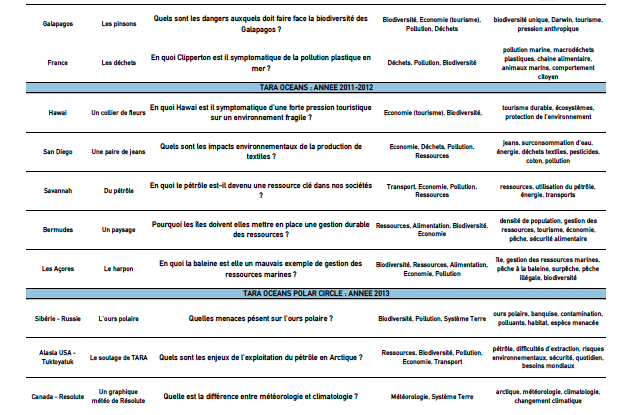 Galapagos Les pinsons Quels sont les dangers auxquels doit faire face la biodiversité des Galapagos ? Biodiversité, Economie (tourisme), Pollution, Déchets biodiversité unique, Darwin, tourisme, pression anthropique
France Les déchets En quoi Clipperton est il symptomatique de la pollution plastique en mer ? Déchets, Pollution, Biodiversité pollution marine, macrodéchets plastiques, chaine alimentaire, animaux marins, comportement citoyen
TARA OCEANS : ANNEE 2011-2012
Hawai Un collier de fleurs En quoi Hawai est il symptomatique d'une forte pression touristique sur un environnement fragile ? Economie (tourisme), Biodiversité, tourisme durable, écosystèmes, protection de l'environnement
San Diego Une paire de jeans Quels sont les impacts environnementaux de la production de textiles ? Economie, Déchets, Pollution, Ressources jeans, surconsommation d'eau, énergie, déchets textiles, pesticides, coton, pollution
Savannah Du pétrole En quoi le pétrole est-il devenu une ressource clé dans nos sociétés ? Transport, Economie, Pollution, Ressources ressources, utilisation du pétrole, énergie, transports
Bermudes Un paysage Pourquoi les îles doivent elles mettre en place une gestion durable des ressources ? Ressources, Alimentation, Biodiversité, Economie densité de population, gestion des ressources, tourisme, économie, pêche, sécurité alimentaire
Les Açores Le harpon En quoi la baleine est elle un mauvais exemple de gestion des ressources marines ? Biodiversité, Ressources, Alimentation, Economie, Pollution île, gestion des ressources marines, pêche à la baleine, surpêche, pêche illégale, biodiversité
TARA OCEANS POLAR CIRCLE : ANNEE 2013
Sibérie - Russie L'ours polaire Quelles menaces pèsent sur l'ours polaire ? Biodiversité, Pollution, Système Terre ours polaire, banquise, contamination, polluants, habitat, espèce menacée
Alasla USA - Tuktoyatuk Le soutage de TARA Quels sont les enjeux de l'exploitation du pétrole en Arctique ? Ressources, Biodiversité, Pollution, Economie, Transport pétrole, difficultés d'extraction, risques environnementaux, sécurité, quotidien, besoins mondiaux
Canada - Resolute Un graphique météo de Résolute Quelle est la différence entre météorologie et climatologie ? Météorologie, Système Terre arctique, météorologie, climatologie, changement climatique